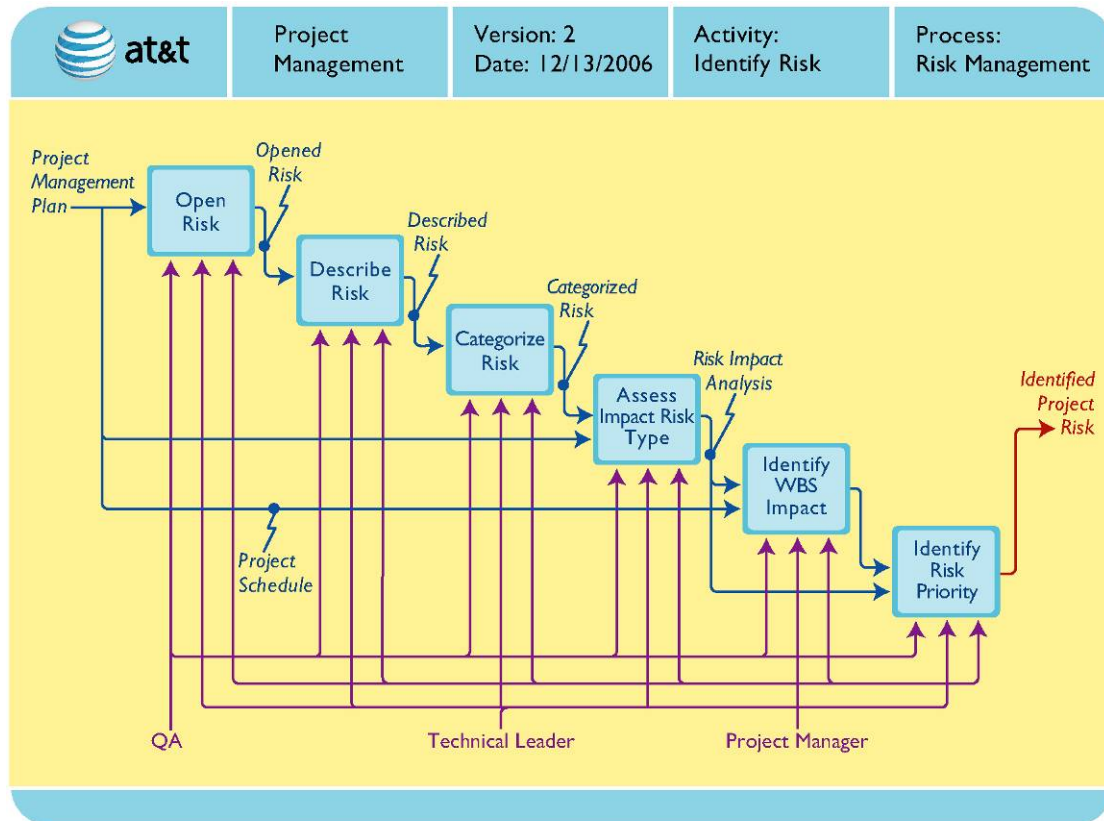 at&t
Project
Management
Version: 2
Date: 12/13/2006
Activity:
Identify Risk
Process:
Risk Management
Project
Management
Plan
Open
Risk
Opened
Risk
Describe
Risk
Described
Risk
Categorize
Risk
Categorized
Risk
Assess
Impact Risk
Type
Risk Impact
Analysis
Identify
WBS
Impact
Identified
Project
Risk
Identify
Risk
Priority
Project
Schedule
QA
Technical Leader
Project Manager